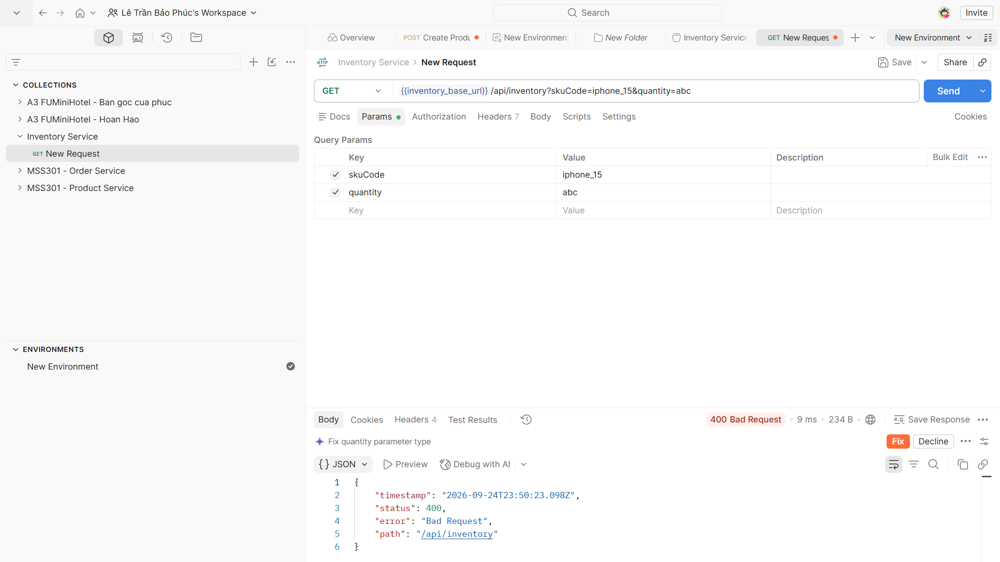 Lê Trần Bảo Phúc's Workspace
Search
Invite
Overview
POST Create Produ
New Environmen
New Folder
Inventory Service
GET New Reques
New Environment
Inventory Service > New Request
Save
Share
GET
{{inventory_base_url}} /api/inventory?skuCode=iphone_15&quantity=abc
Send
Docs
Params
Authorization
Headers 7
Body
Scripts
Settings
Cookies
Query Params
Key
Value
Description
Bulk Edit
skuCode
iphone_15
quantity
abc
Key
Value
Description
COLLECTIONS
A3 FUMiniHotel - Ban goc cua phuc
A3 FUMiniHotel - Hoan Hao
Inventory Service
GET New Request
MSS301 - Order Service
MSS301 - Product Service
ENVIRONMENTS
New Environment
Body
Cookies
Headers 4
Test Results
400 Bad Request
9 ms
234 B
e.g. Save Response
Fix quantity parameter type
Fix
Decline
{} JSON
Preview
Debug with AI
1 {
2 "timestamp": "2026-09-24T23:50:23.098Z",
3 "status": 400,
4 "error": "Bad Request",
5 "path": "/api/inventory"
6 }